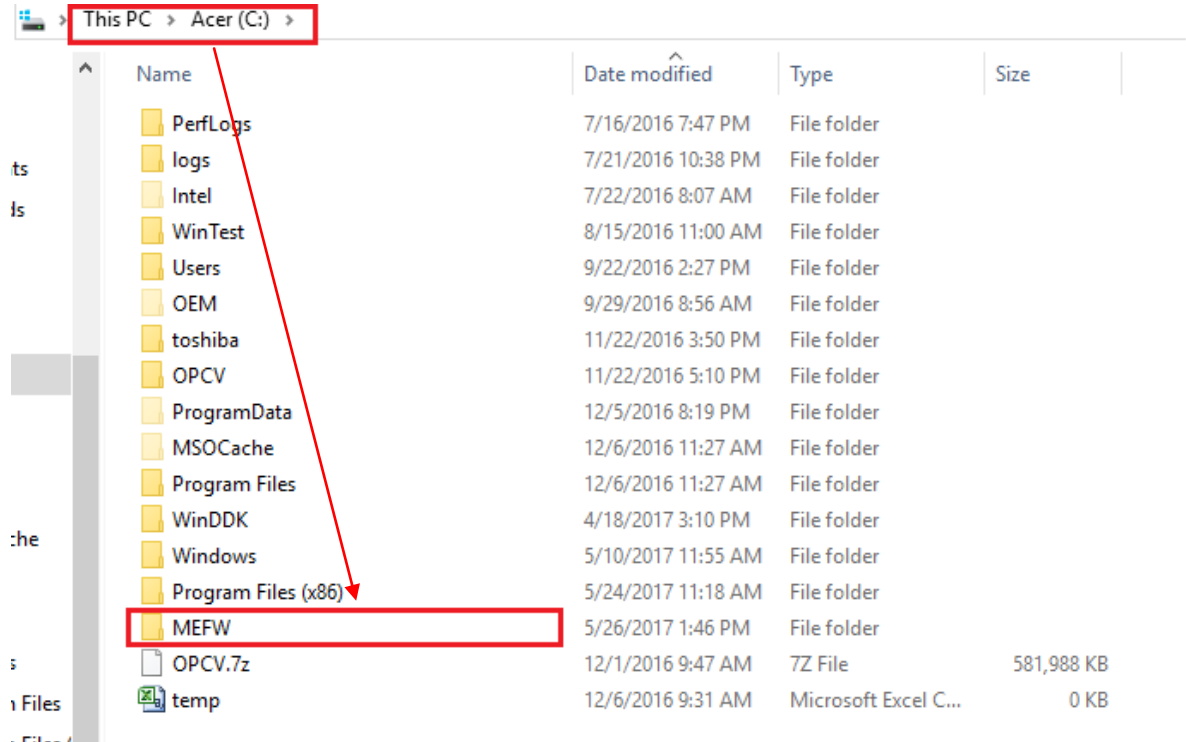 This PC > Acer (C:) >
Name Date modified Type Size
PerfLogs 7/16/2016 7:47 PM File folder
logs 7/21/2016 10:38 PM File folder
Intel 7/22/2016 8:07 AM File folder
WinTest 8/15/2016 11:00 AM File folder
Users 9/22/2016 2:27 PM File folder
OEM 9/29/2016 8:56 AM File folder
toshiba 11/22/2016 3:50 PM File folder
OPCV 11/22/2016 5:10 PM File folder
ProgramData 12/5/2016 8:19 PM File folder
MSOCache 12/6/2016 11:27 AM File folder
Program Files 12/6/2016 11:27 AM File folder
WinDDK 4/18/2017 3:10 PM File folder
Windows 5/10/2017 11:55 AM File folder
Program Files (x86) 5/24/2017 11:18 AM File folder
MEFW 5/26/2017 1:46 PM File folder
OPCV.7z 12/1/2016 9:47 AM 7Z File 581,988 KB
Files temp 12/6/2016 9:31 AM Microsoft Excel C... 0 KB